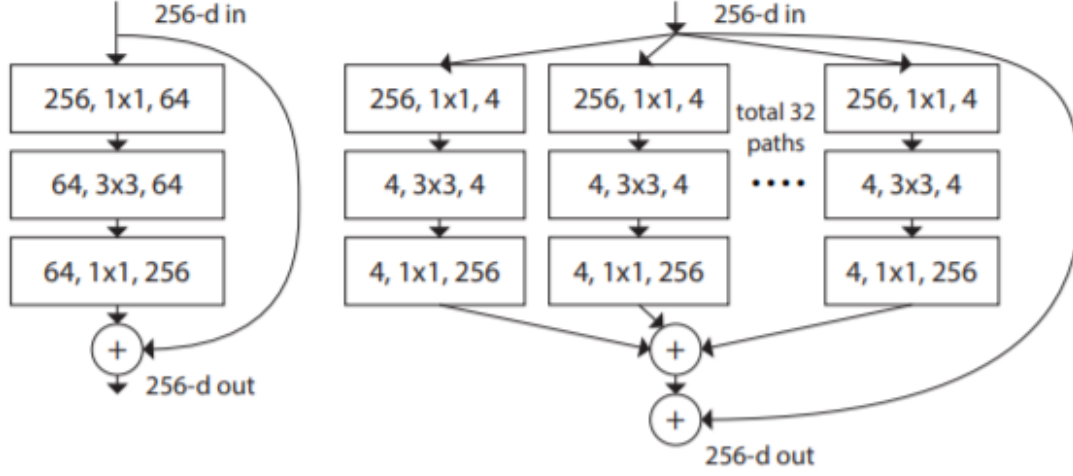 256-d in
256, 1x1, 64
64, 3x3, 64
64, 1x1, 256
+
256-d out
256-d in
256, 1x1, 4
256, 1x1, 4
total 32
paths
256, 1x1, 4
4, 3x3, 4
4, 3x3, 4
....
4, 3x3, 4
4, 1x1, 256
4, 1x1, 256
4, 1x1, 256
+
+
256-d out